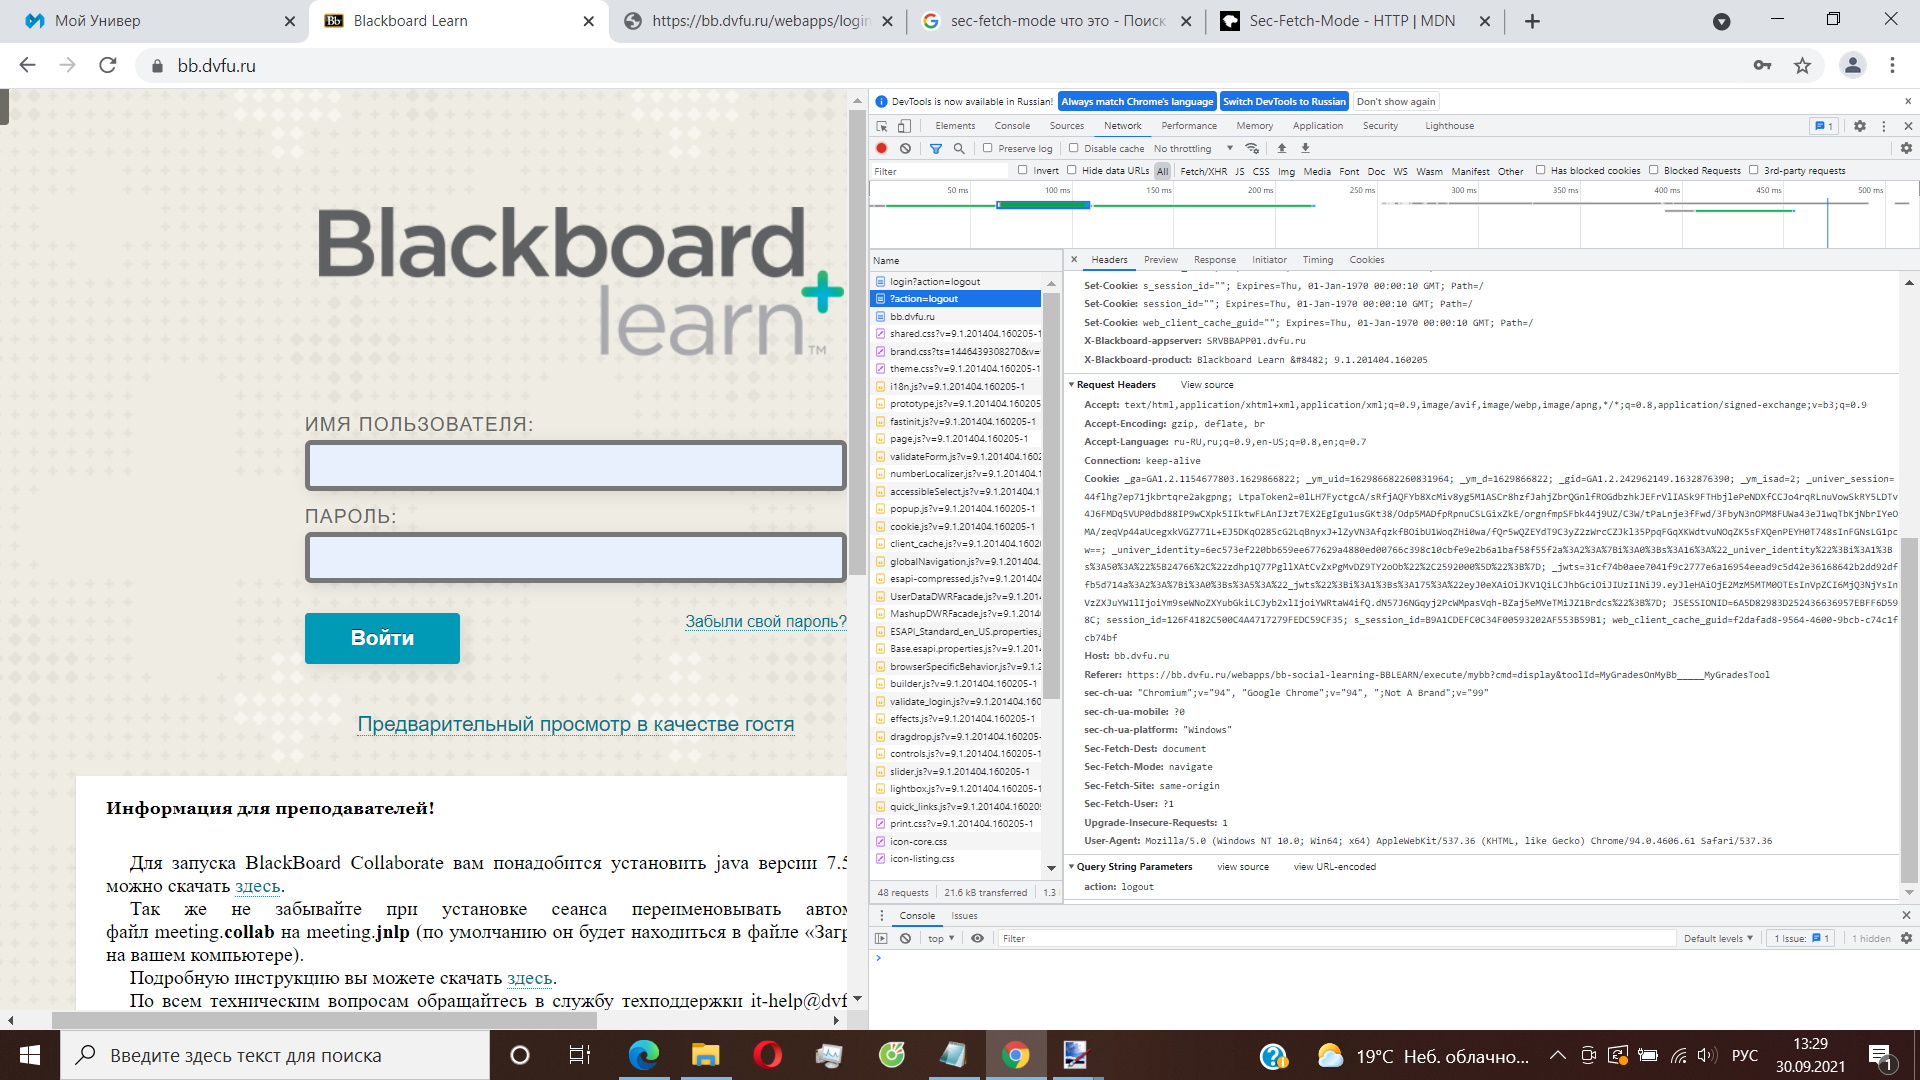 Мой Универ
Blackboard Learn
https://bb.dvfu.ru/webapps/login
sec-fetch-mode что это - Поиск
Sec-Fetch-Mode - HTTP | MDN
bb.dvfu.ru
DevTools is now available in Russian! Always match Chrome's language Switch DevTools to Russian Don't show again
Elements Console Sources Network Performance Memory Application Security Lighthouse 1
Preserve log Disable cache No throttling
Filter Invert Hide data URLs All Fetch/XHR JS CSS Img Media Font Doc WS Wasm Manifest Other Has blocked cookies Blocked Requests 3rd-party requests
50 ms 100 ms 150 ms 200 ms 250 ms 300 ms 350 ms 400 ms 450 ms 500 ms
Blackboard
learn+™
ИМЯ ПОЛЬЗОВАТЕЛЯ:
ПАРОЛЬ:
Войти
Забыли свой пароль?
Предварительный просмотр в качестве гостя
Информация для преподавателей!
Для запуска BlackBoard Collaborate вам понадобится установить java версии 7.5
можно скачать здесь.
Так же не забывайте при установке сеанса переименовывать автом
файл meeting.collab на meeting.jnlp (по умолчанию он будет находиться в файле «Загр
на вашем компьютере).
Подробную инструкцию вы можете скачать здесь.
По всем техническим вопросам обращайтесь в службу техподдержки it-help@dvf
Name
login?action=logout
?action=logout
bb.dvfu.ru
shared.css?v=9.1.201404.160205-1
brand.css?ts=1446439308270&v=
theme.css?v=9.1.201404.160205-1
i18n.js?v=9.1.201404.160205-1
prototype.js?v=9.1.201404.160205
fastinit.js?v=9.1.201404.160205-1
page.js?v=9.1.201404.160205-1
validateForm.js?v=9.1.201404.1602
numberLocalizer.js?v=9.1.201404.1
accessibleSelect.js?v=9.1.201404.1
popup.js?v=9.1.201404.160205-1
cookie.js?v=9.1.201404.160205-1
client_cache.js?v=9.1.201404.1602
globalNavigation.js?v=9.1.201404.
esapi-compressed.js?v=9.1.201404
UserDataDWRFacade.js?v=9.1.2014
MashupDWRFacade.js?v=9.1.20140
ESAPI_Standard_en_US.properties.j
Base.esapi.properties.js?v=9.1.2014
browserSpecificBehavior.js?v=9.1.2
builder.js?v=9.1.201404.160205-1
validate_login.js?v=9.1.201404.160
effects.js?v=9.1.201404.160205-1
dragdrop.js?v=9.1.201404.160205-1
controls.js?v=9.1.201404.160205-1
slider.js?v=9.1.201404.160205-1
lightbox.js?v=9.1.201404.160205-1
quick_links.js?v=9.1.201404.16020
print.css?v=9.1.201404.160205-1
icon-core.css
icon-listing.css
48 requests 21.6 kB transferred 1.3
Headers Preview Response Initiator Timing Cookies
Set-Cookie: s_session_id=""; Expires=Thu, 01-Jan-1970 00:00:10 GMT; Path=/
Set-Cookie: session_id=""; Expires=Thu, 01-Jan-1970 00:00:10 GMT; Path=/
Set-Cookie: web_client_cache_guid=""; Expires=Thu, 01-Jan-1970 00:00:10 GMT; Path=/
X-Blackboard-appserver: SRVBBAPP01.dvfu.ru
X-Blackboard-product: Blackboard Learn &#8482; 9.1.201404.160205
Request Headers View source
Accept: text/html,application/xhtml+xml,application/xml;q=0.9,image/avif,image/webp,image/apng,*/*;q=0.8,application/signed-exchange;v=b3;q=0.9
Accept-Encoding: gzip, deflate, br
Accept-Language: ru-RU,ru;q=0.9,en-US;q=0.8,en;q=0.7
Connection: keep-alive
Cookie: _ga=GA1.2.1154677803.1629866822; _ym_uid=1629866822608319​64; _ym_d=1629866822; _gid=GA1.2.242962149.1632876390; _ym_isad=2; _univer_session=
44flhg7ep71jkbrtqre2akgpng;
Host: bb.dvfu.ru
Referer: https://bb.dvfu.ru/webapps/bb-social-learning-BBLEARN/execute/mybb?cmd=display&toolId=MyGradesOnMyBb_____MyGradesTool
sec-ch-ua: "Chromium";v="94", "Google Chrome";v="94", ";Not A Brand";v="99"
sec-ch-ua-mobile: ?0
sec-ch-ua-platform: "Windows"
Sec-Fetch-Dest: document
Sec-Fetch-Mode: navigate
Sec-Fetch-Site: same-origin
Sec-Fetch-User: ?1
Upgrade-Insecure-Requests: 1
User-Agent: Mozilla/5.0 (Windows NT 10.0; Win64; x64) AppleWebKit/537.36 (KHTML, like Gecko) Chrome/94.0.4606.61 Safari/537.36
Query String Parameters view source view URL-encoded
action: logout
Console Issues
top Filter Default levels 1 Issue: 1 1 hidden
Введите здесь текст для поиска
19°C Неб. облачно... РУС 13:29
30.09.2021
1